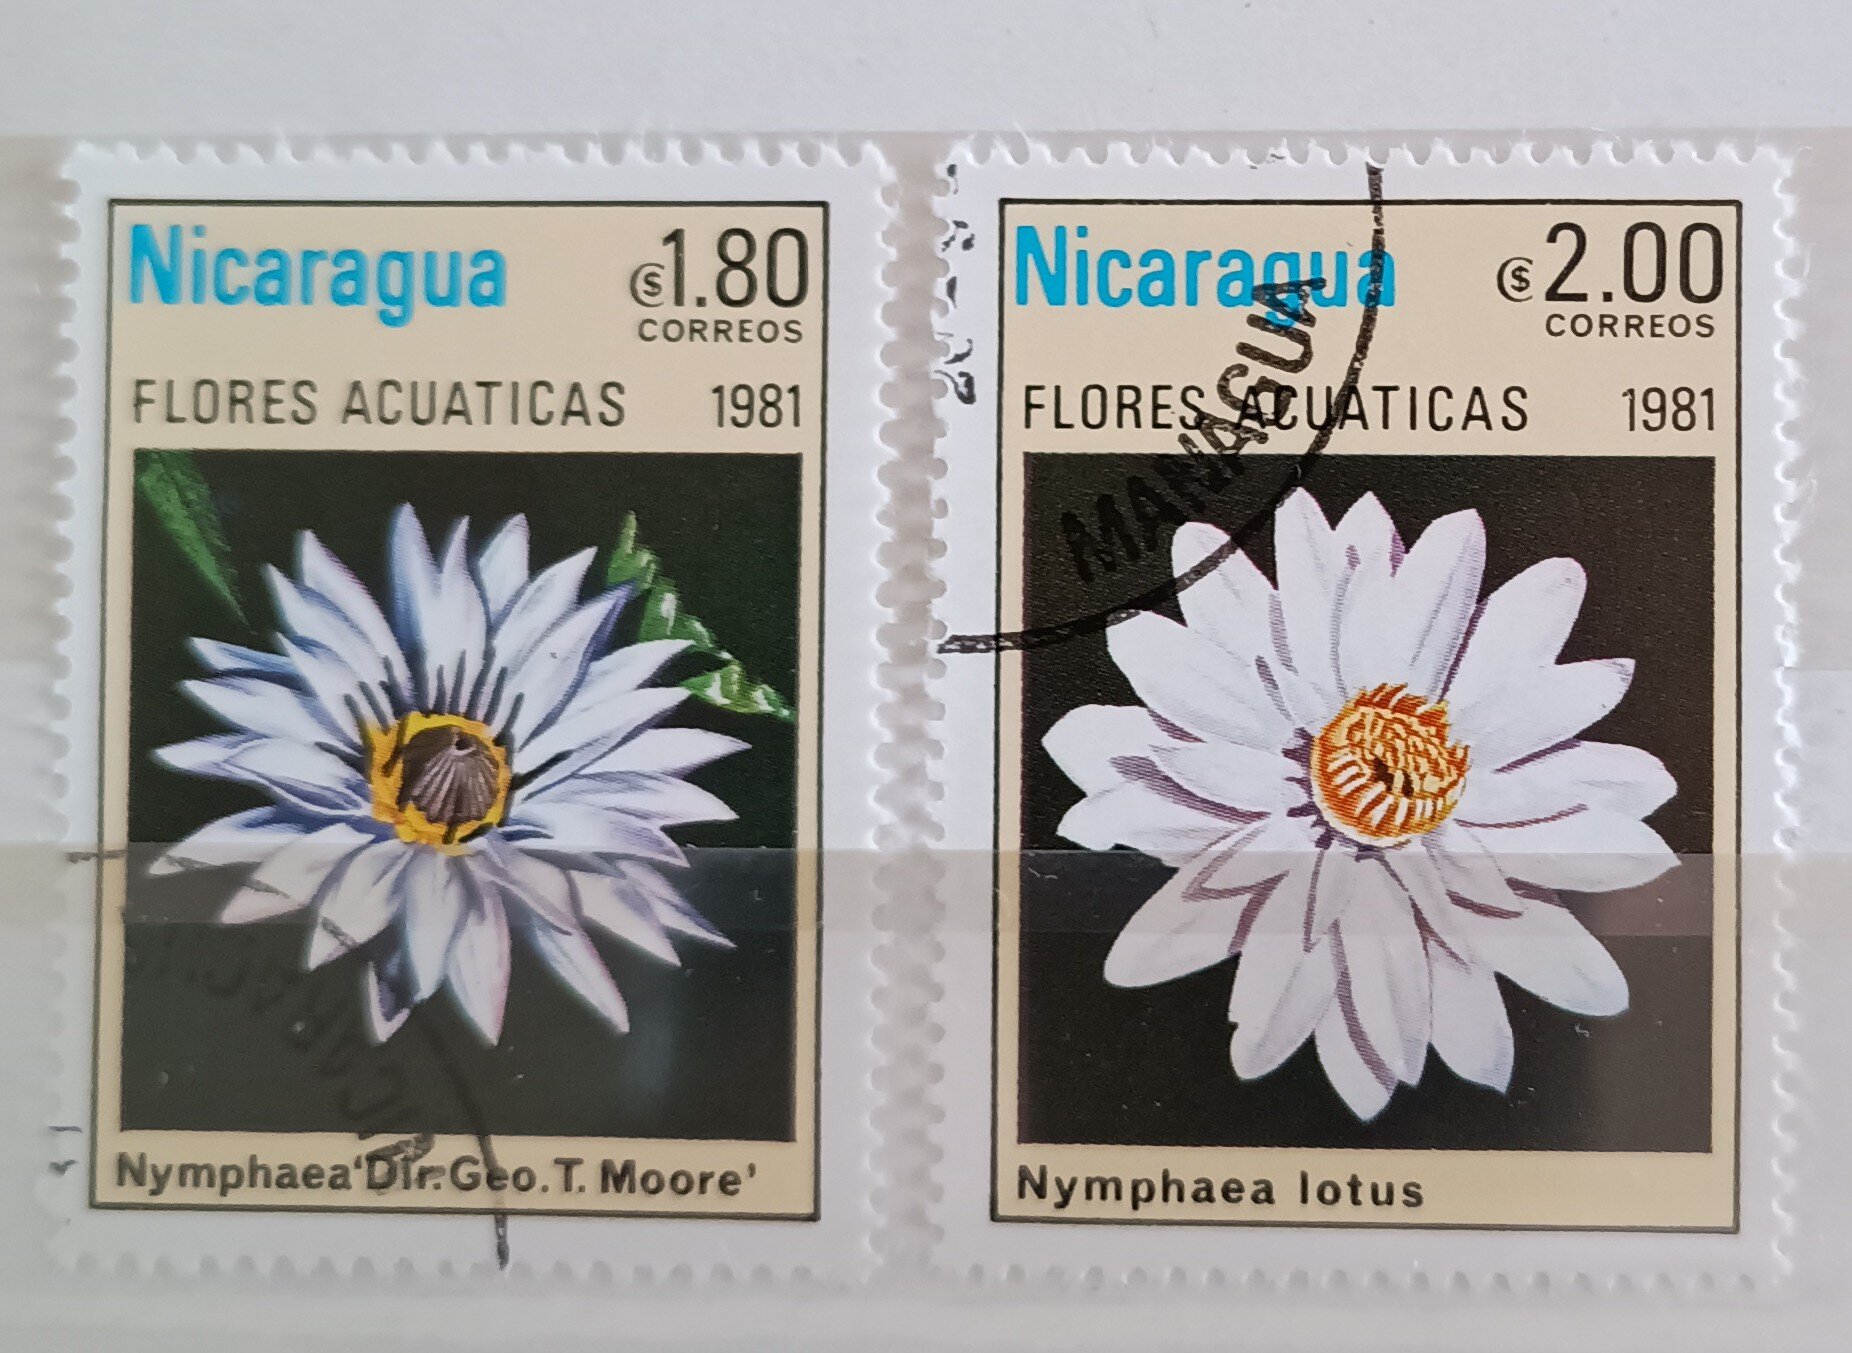 Nicaragua ₡1.80
CORREOS
FLORES ACUATICAS 1981
Nymphaea 'Dir. Geo. T. Moore'
Nicaragua ₡2.00
CORREOS
FLORES ACUATICAS 1981
MANAGUA
Nymphaea lotus